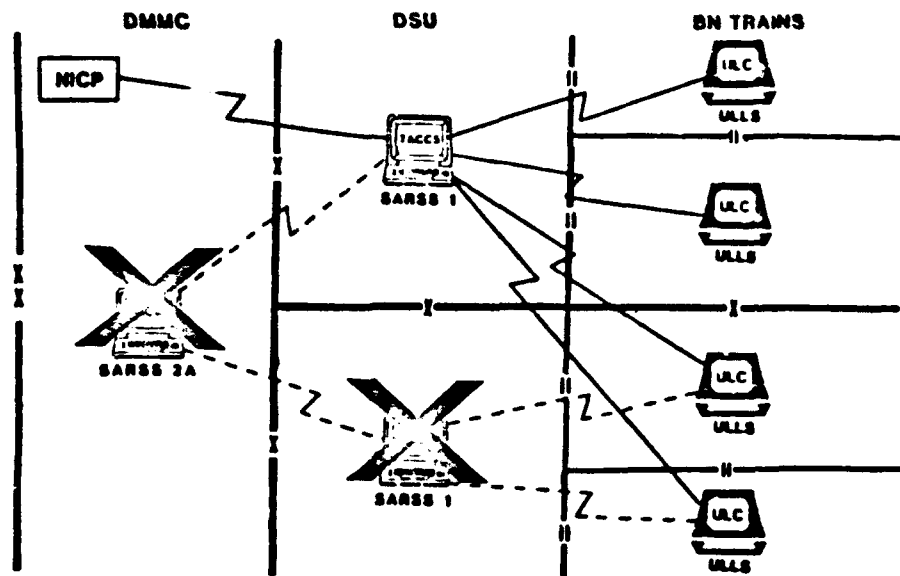 DMMC DSU BN TRAINS
NICP
ULC
ULLS
TACCS
SARSS 1
ULC
ULLS
SARSS 2A
ULC
ULLS
SARSS 1
ULC
ULLS